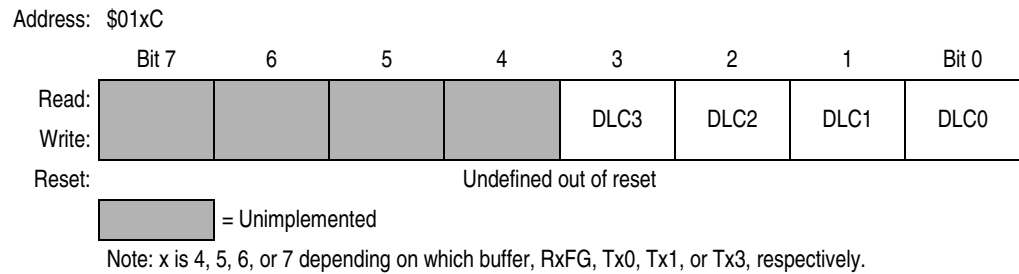 Address: $01xC
Bit 7 6 5 4 3 2 1 Bit 0
Read:
DLC3 DLC2 DLC1 DLC0
Write:
Reset: Undefined out of reset
= Unimplemented
Note: x is 4, 5, 6, or 7 depending on which buffer, RxFG, Tx0, Tx1, or Tx3, respectively.